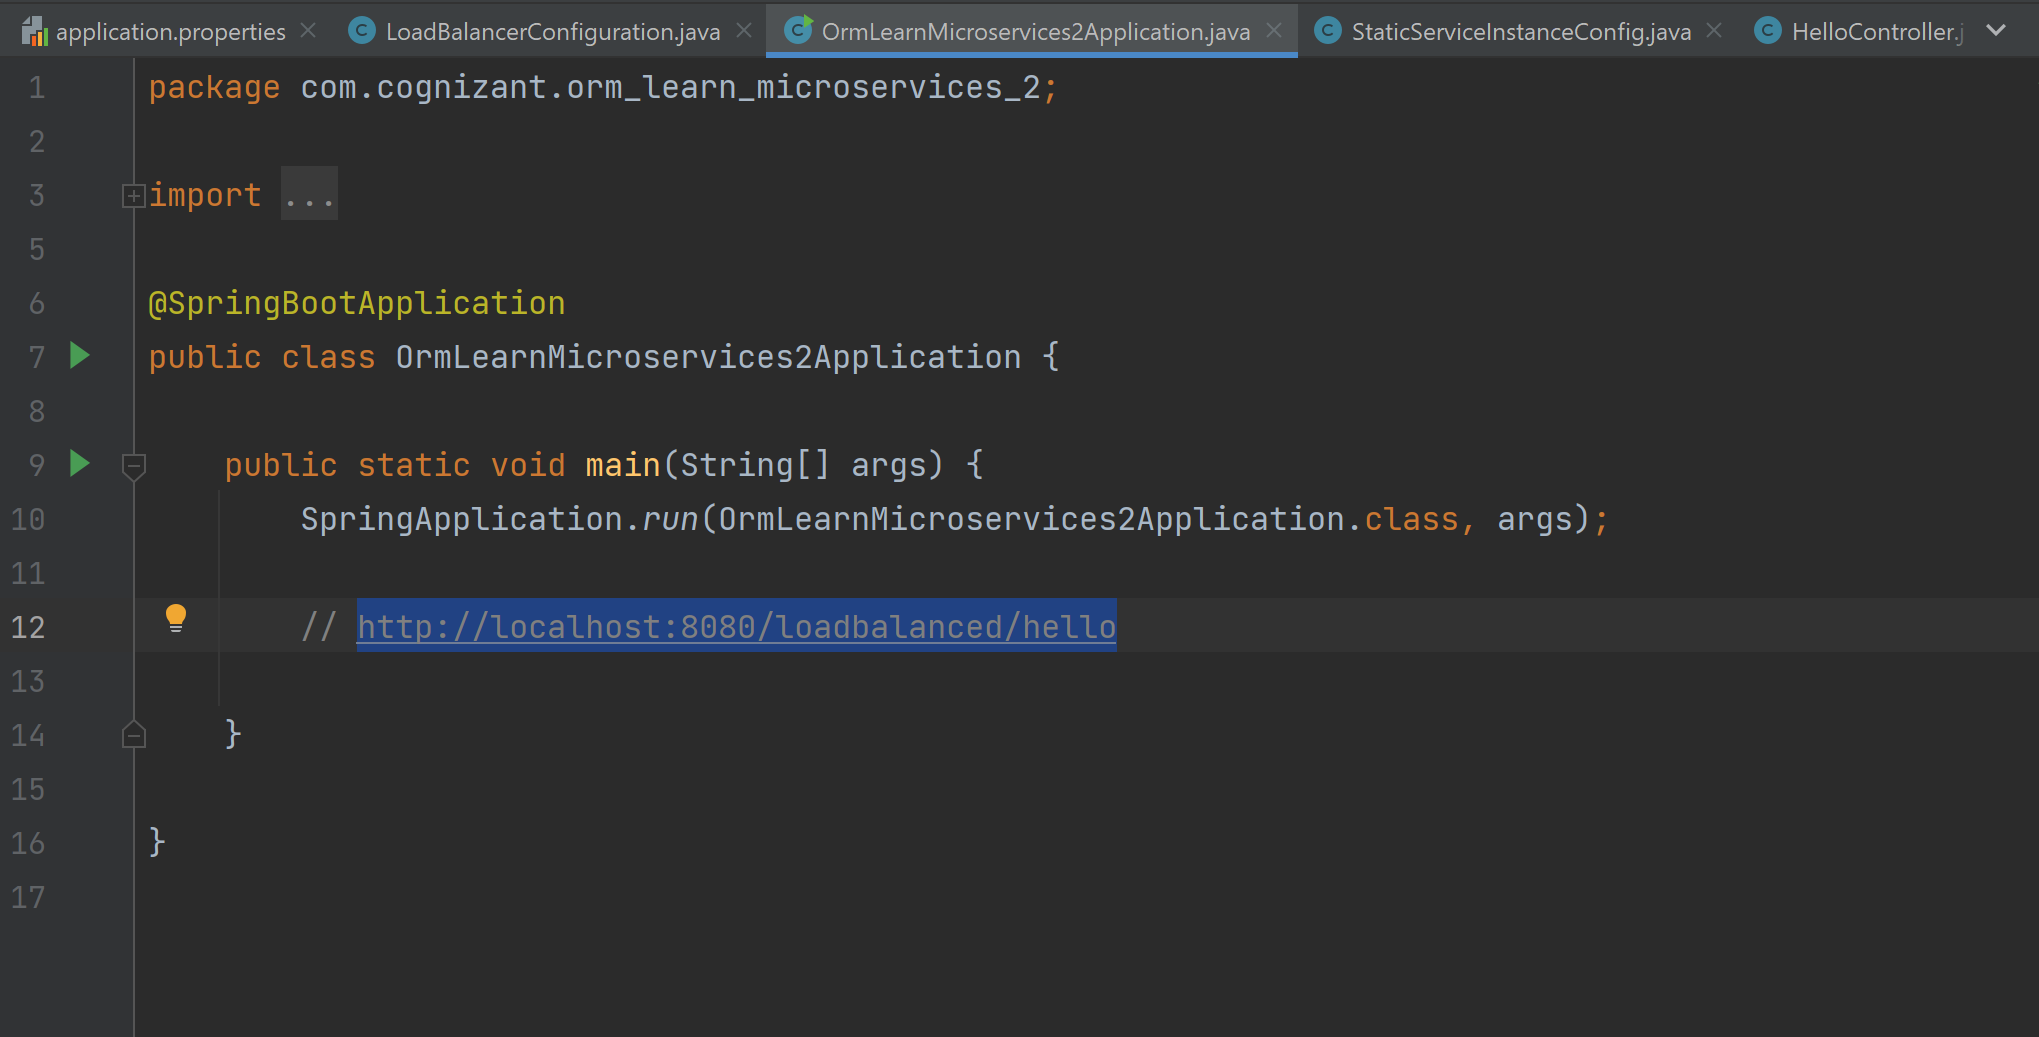 application.properties LoadBalancerConfiguration.java OrmLearnMicroservices2Application.java StaticServiceInstanceConfig.java HelloController.j
1 package com.cognizant.orm_learn_microservices_2;
2
3 import ...
5
6 @SpringBootApplication
7 public class OrmLearnMicroservices2Application {
8
9 public static void main(String[] args) {
10 SpringApplication.run(OrmLearnMicroservices2Application.class, args);
11
12 // http://localhost:8080/loadbalanced/hello
13
14 }
15
16 }
17